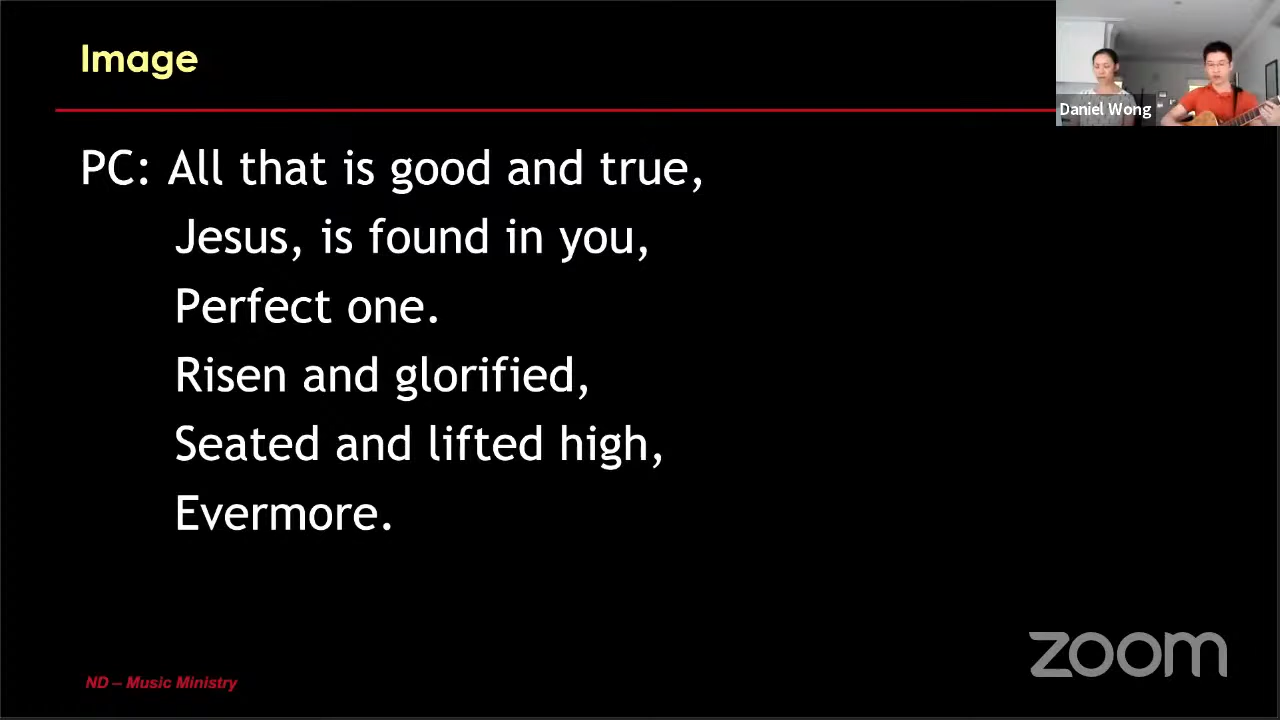 Image
Daniel Wong
PC: All that is good and true,
Jesus, is found in you,
Perfect one.
Risen and glorified,
Seated and lifted high,
Evermore.
zoom
ND – Music Ministry